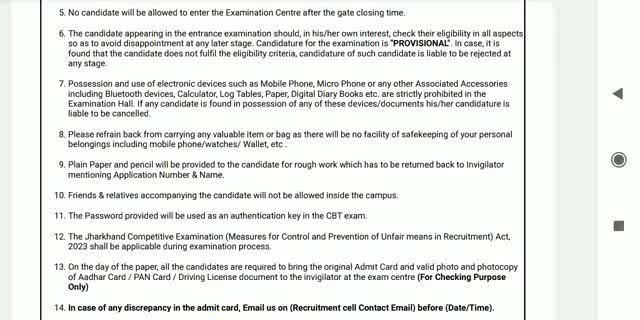 5. No candidate will be allowed to enter the Examination Centre after the gate closing time.
6. The candidate appearing in the entrance examination should, in his/her own interest, check their eligibility in all aspects
so as to avoid disappointment at any later stage. Candidature for the examination is "PROVISIONAL". In case, it is
found that the candidate does not fulfil the eligibility criteria, candidature of such candidate is liable to be rejected at
any stage.
7. Possession and use of electronic devices such as Mobile Phone, Micro Phone or any other Associated Accessories
including Bluetooth devices, Calculator, Log Tables, Paper, Digital Diary Books etc. are strictly prohibited in the
Examination Hall. If any candidate is found in possession of any of these devices/documents his/her candidature is
liable to be cancelled.
8. Please refrain back from carrying any valuable item or bag as there will be no facility of safekeeping of your personal
belongings including mobile phone/watches/ Wallet, etc .
9. Plain Paper and pencil will be provided to the candidate for rough work which has to be returned back to Invigilator
mentioning Application Number & Name.
10. Friends & relatives accompanying the candidate will not be allowed inside the campus.
11. The Password provided will be used as an authentication key in the CBT exam.
12. The Jharkhand Competitive Examination (Measures for Control and Prevention of Unfair means in Recruitment) Act,
2023 shall be applicable during examination process.
13. On the day of the paper, all the candidates are required to bring the original Admit Card and valid photo and photocopy
of Aadhar Card / PAN Card / Driving License document to the invigilator at the exam centre (For Checking Purpose
Only)
14. In case of any discrepancy in the admit card, Email us on (Recruitment cell Contact Email) before (Date/Time).